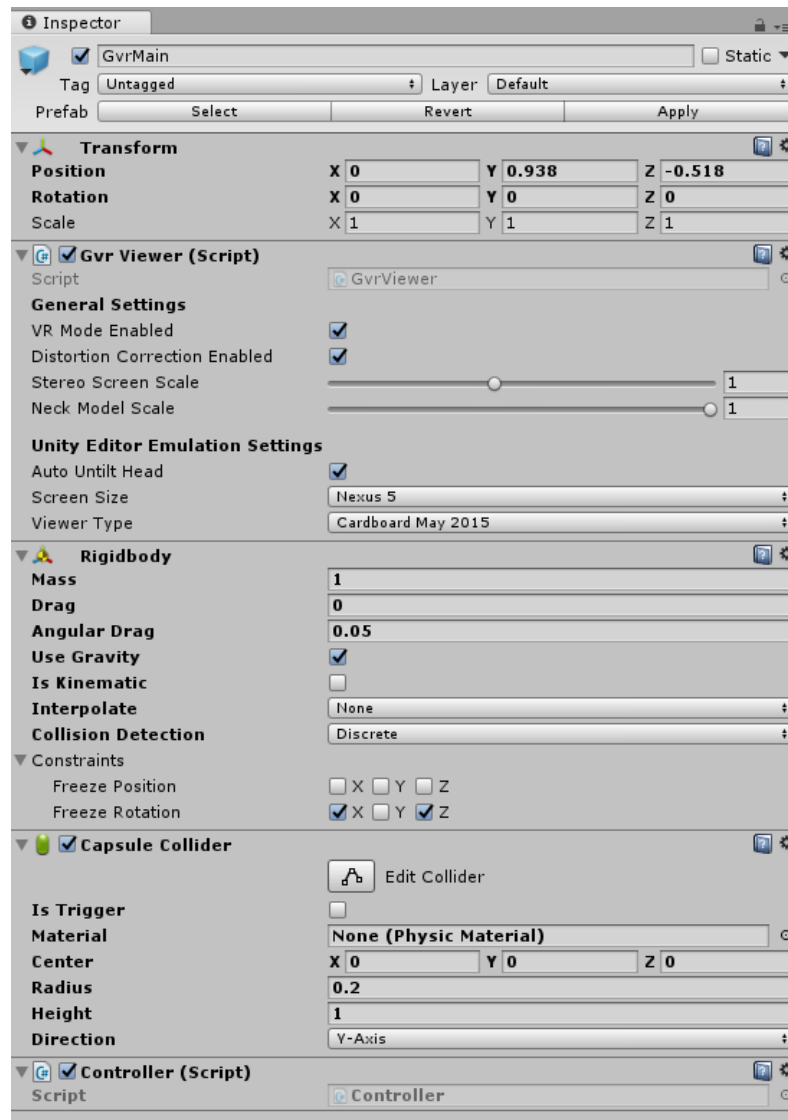 Inspector
GvrMain Static
Tag Untagged Layer Default
Prefab Select Revert Apply
Transform
Position X 0 Y 0.938 Z -0.518
Rotation X 0 Y 0 Z 0
Scale X 1 Y 1 Z 1
Gvr Viewer (Script)
Script GvrViewer
General Settings
VR Mode Enabled
Distortion Correction Enabled
Stereo Screen Scale 1
Neck Model Scale 1
Unity Editor Emulation Settings
Auto Untilt Head
Screen Size Nexus 5
Viewer Type Cardboard May 2015
Rigidbody
Mass 1
Drag 0
Angular Drag 0.05
Use Gravity
Is Kinematic
Interpolate None
Collision Detection Discrete
Constraints
Freeze Position X Y Z
Freeze Rotation X Y Z
Capsule Collider
Edit Collider
Is Trigger
Material None (Physic Material)
Center X 0 Y 0 Z 0
Radius 0.2
Height 1
Direction Y-Axis
Controller (Script)
Script Controller